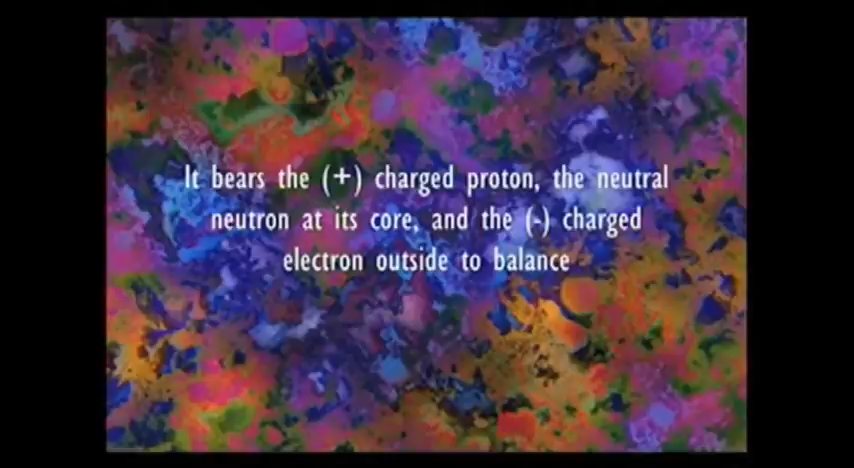 It bears the (+) charged proton, the neutral
neutron at its core, and the (-) charged
electron outside to balance